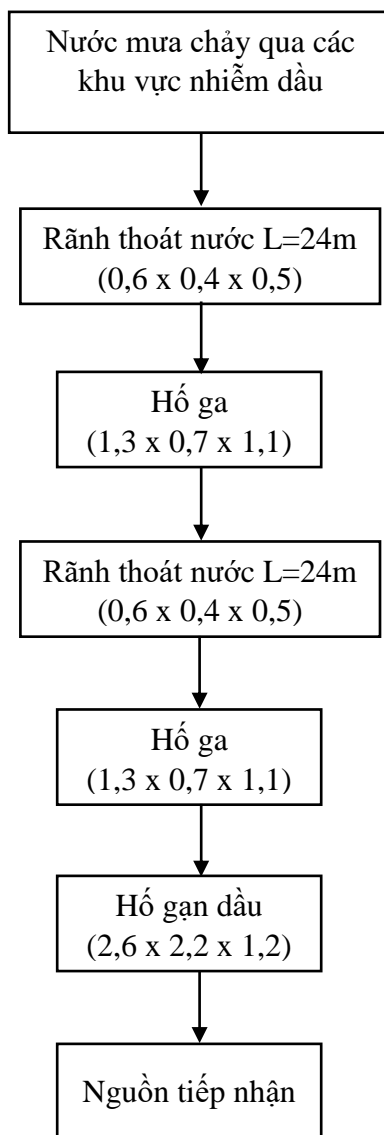 Nước mưa chảy qua các
khu vực nhiễm dầu
Rãnh thoát nước L=24m
(0,6 x 0,4 x 0,5)
Hố ga
(1,3 x 0,7 x 1,1)
Rãnh thoát nước L=24m
(0,6 x 0,4 x 0,5)
Hố ga
(1,3 x 0,7 x 1,1)
Hố gạn dầu
(2,6 x 2,2 x 1,2)
Nguồn tiếp nhận